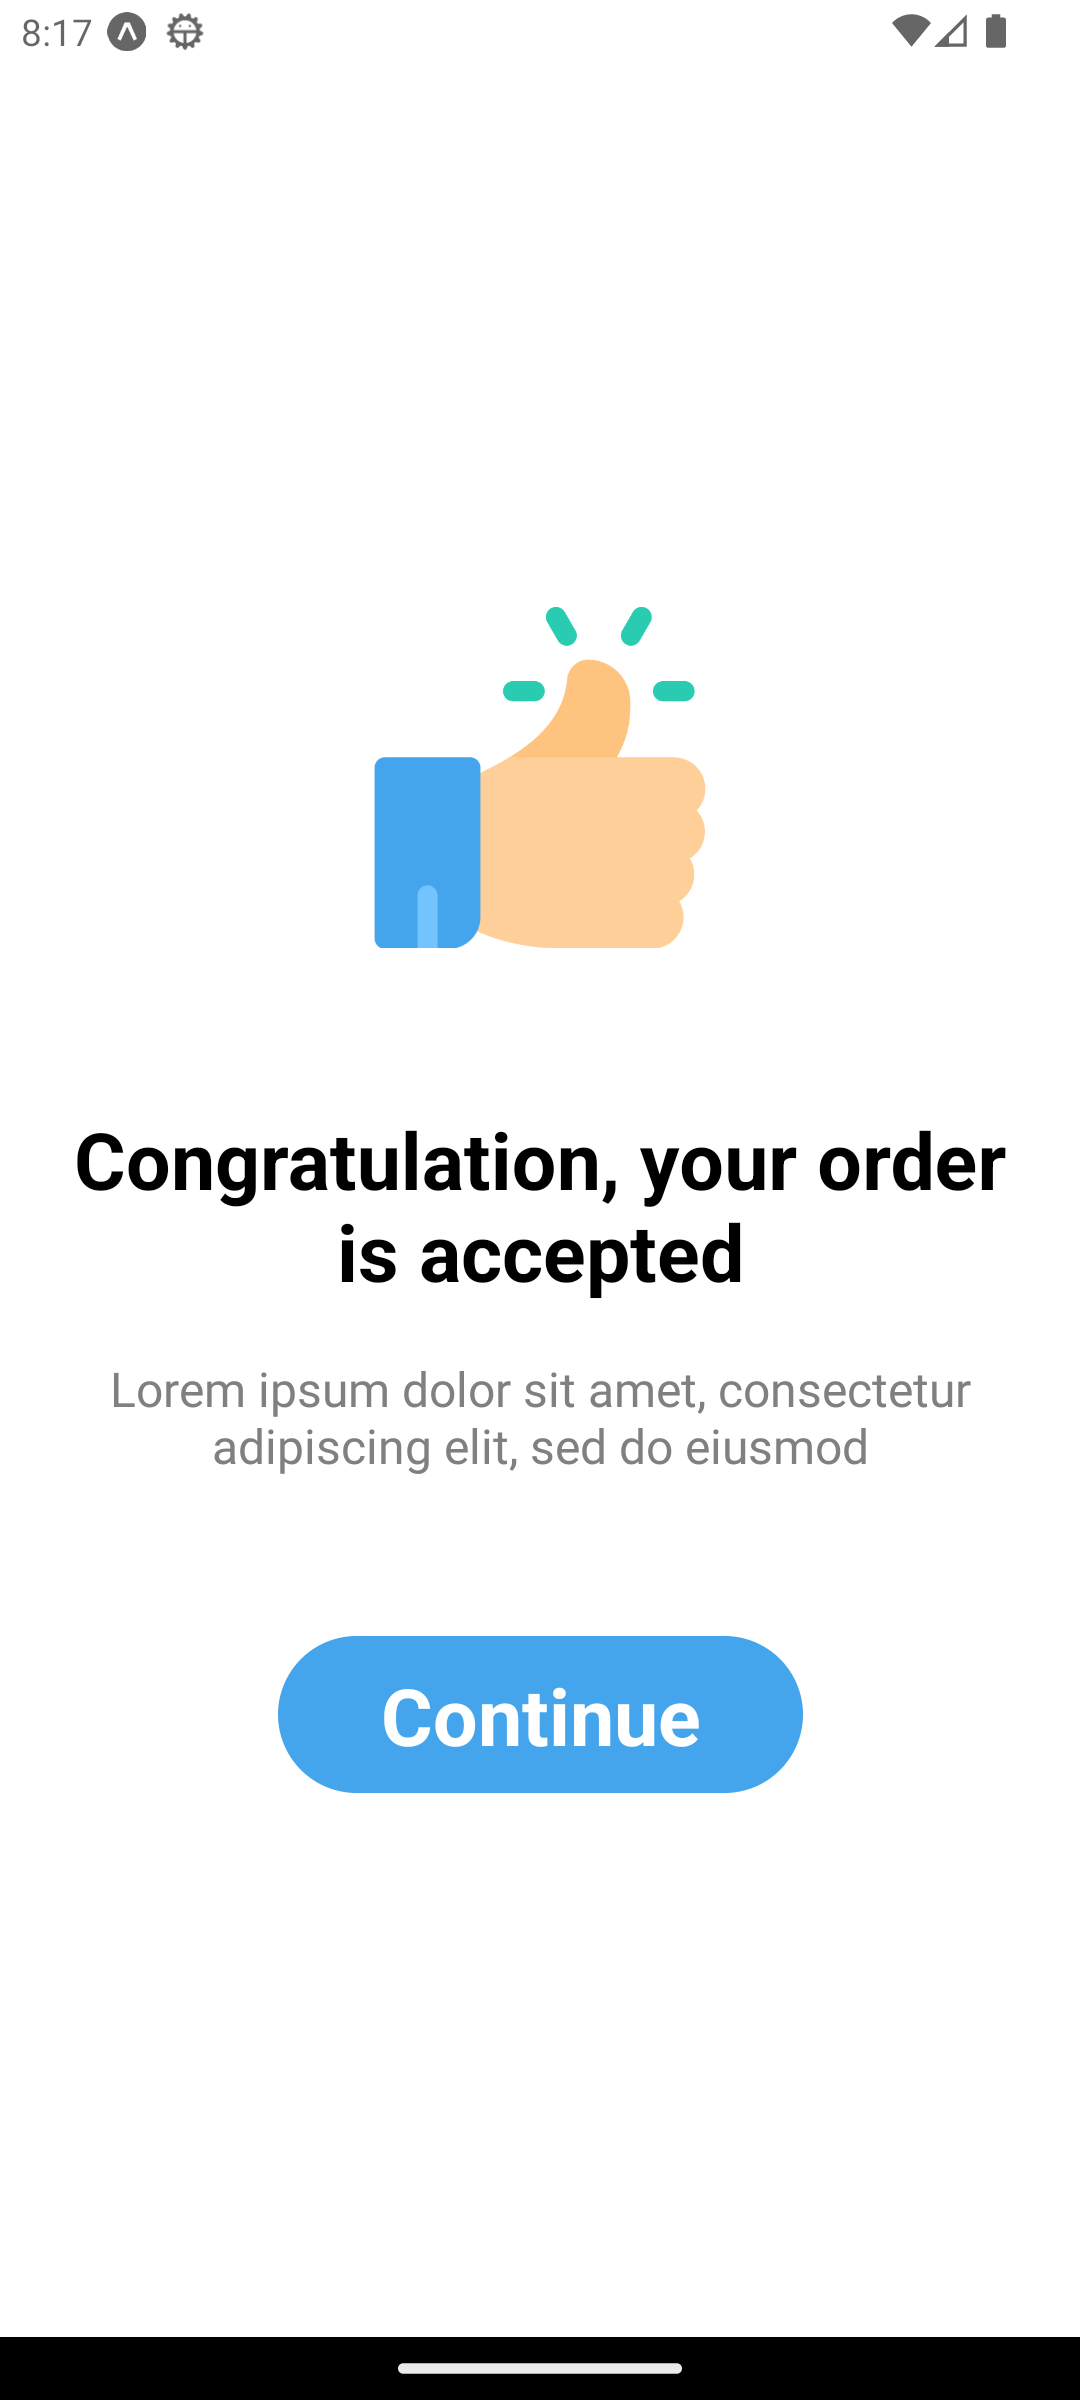 8:17
Congratulation, your order
is accepted
Lorem ipsum dolor sit amet, consectetur
adipiscing elit, sed do eiusmod
Continue